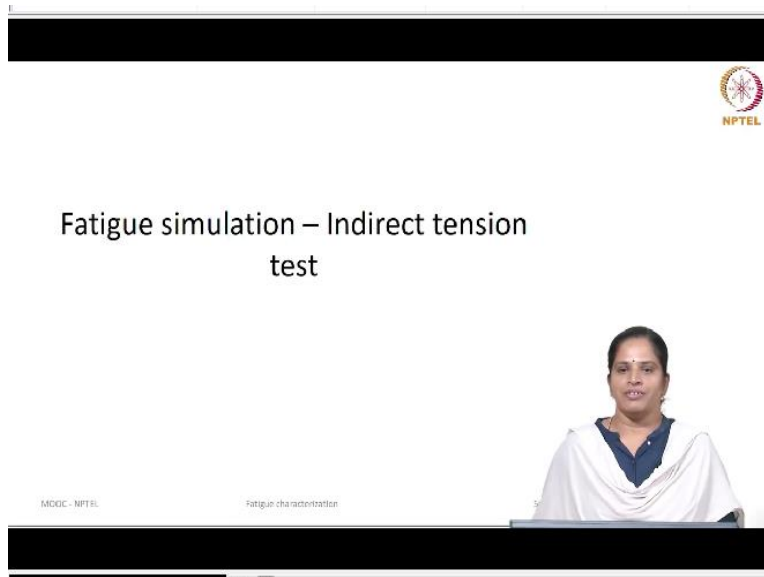 NPTEL
Fatigue simulation – Indirect tension
test
MOOC - NPTEL
Fatigue characterization